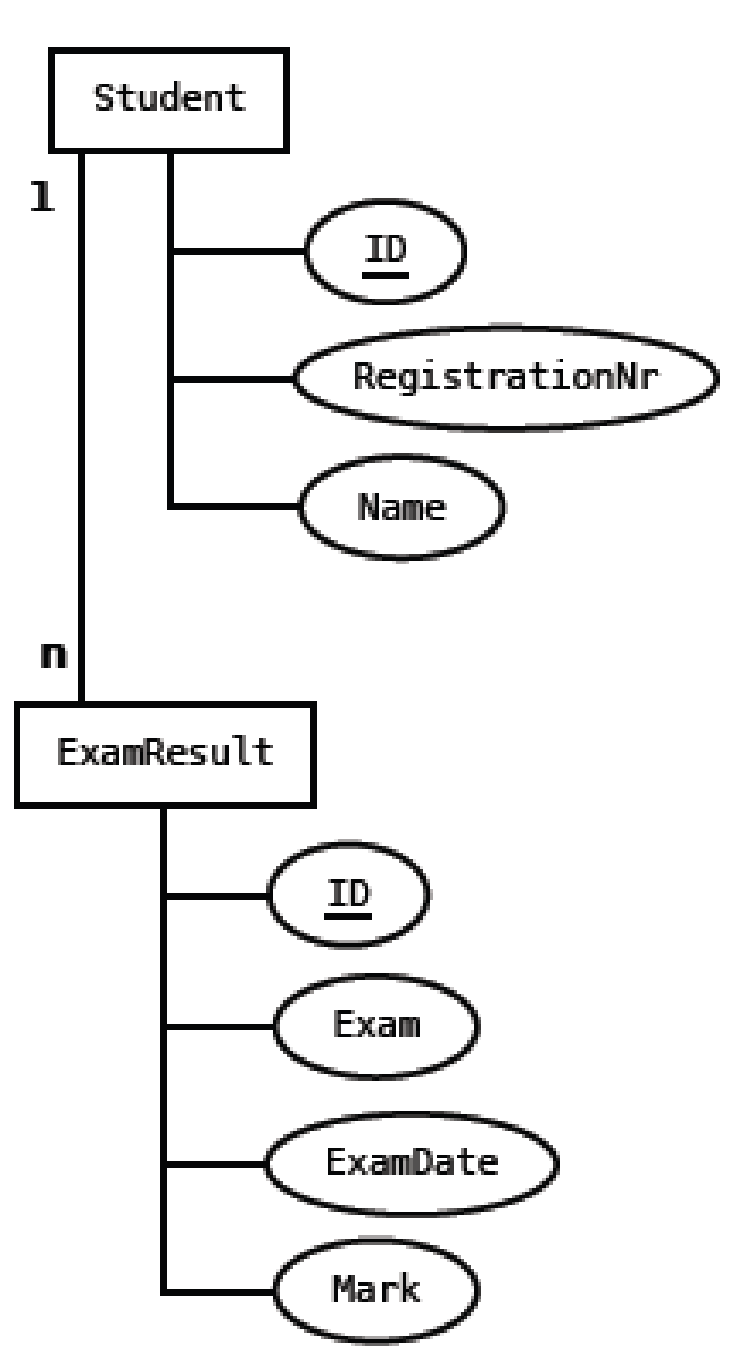 Student
1
ID
RegistrationNr
Name
n
ExamResult
ID
Exam
ExamDate
Mark